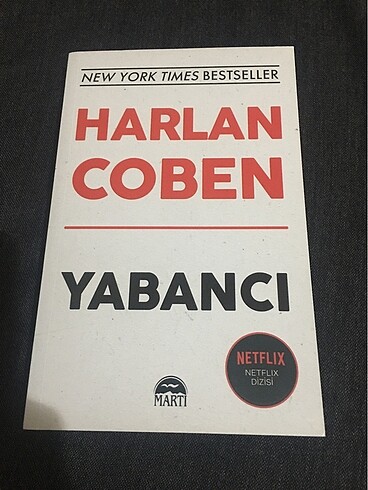 NEW YORK TIMES BESTSELLER
HARLAN
COBEN
YABANCI
NETFLIX
NETFLIX
DİZİSİ
MARTI